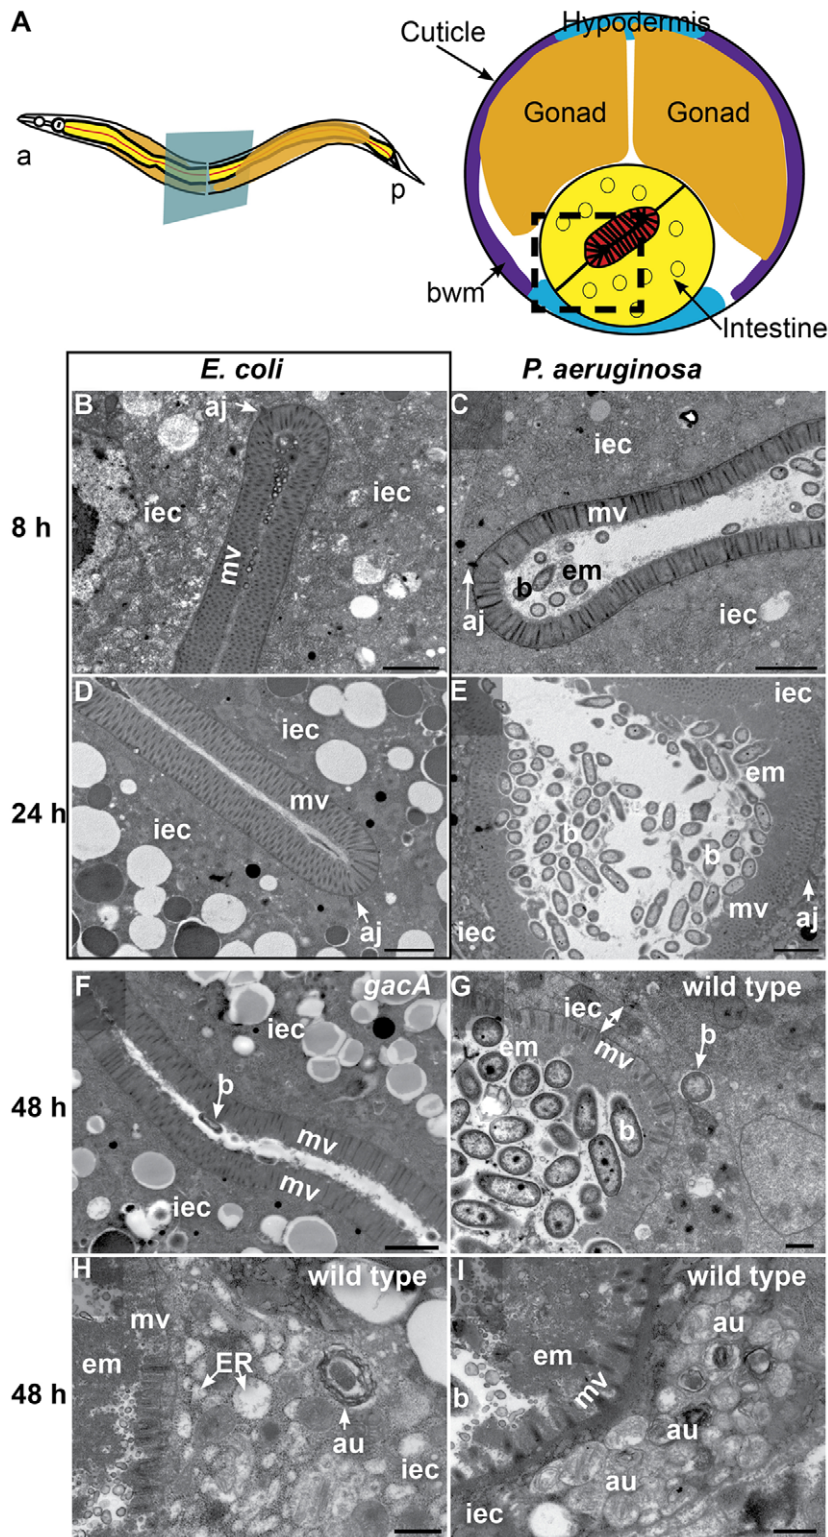 A
Hypodermis
Cuticle
Gonad
Gonad
a
p
bwm
Intestine
E. coli
P. aeruginosa
8 h
B
aj
iec
iec
mv
C
iec
mv
em
b
aj
iec
24 h
D
iec
mv
iec
aj
E
iec
em
b
b
mv
iec
aj
48 h
F
gacA
iec
b
mv
mv
iec
G
wild type
iec
em
mv
b
b
48 h
H
wild type
mv
em
ER
au
iec
I
wild type
au
em
mv
b
au
au
iec